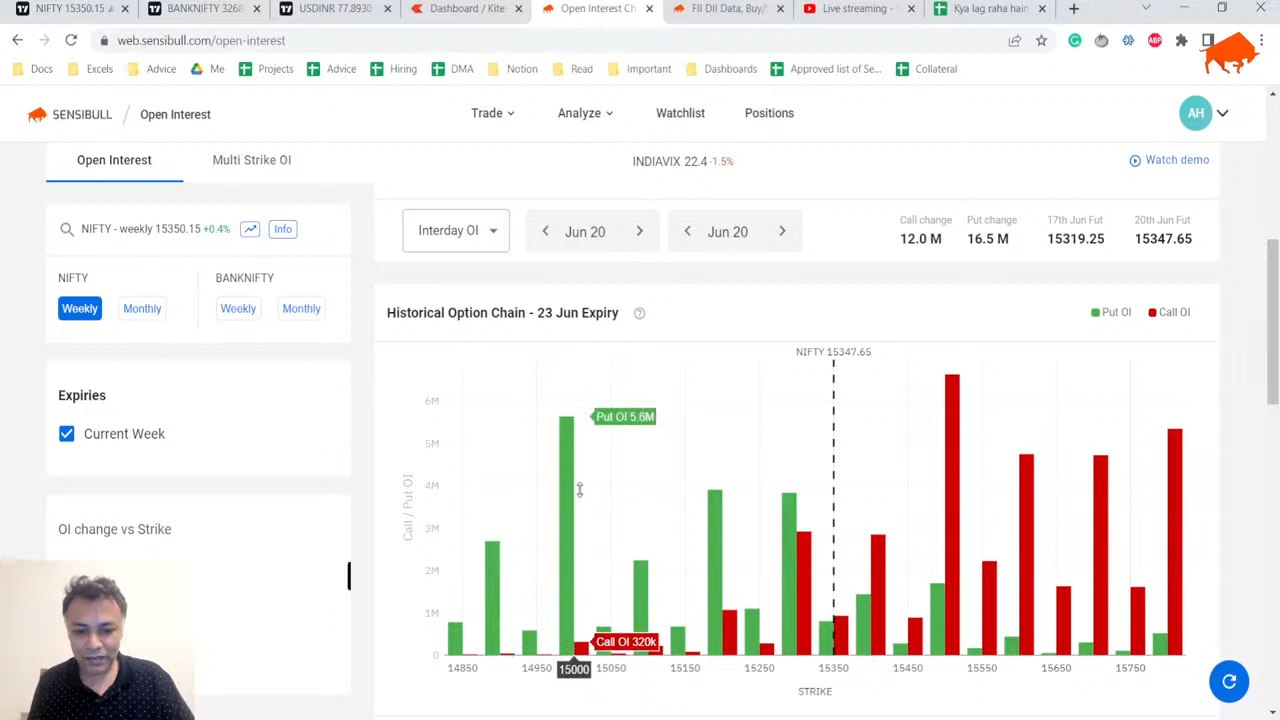 NIFTY 15350.15
BANKNIFTY 3268
USDINR 77.8930
Dashboard / Kite
Open Interest Ch
FII DII Data, Buy/
Live streaming -
Kya lag raha hain
web.sensibull.com/open-interest
ABP
Docs
Excels
Advice
Me
Projects
Advice
Hiring
DMA
Notion
Read
Important
Dashboards
Approved list of Se...
Collateral
SENSIBULL / Open Interest
Trade
Analyze
Watchlist
Positions
AH
Open Interest
Multi Strike OI
INDIAVIX 22.4 -1.5%
Watch demo
NIFTY - weekly 15350.15 +0.4%
Info
Interday OI
Jun 20
Jun 20
Call change
12.0 M
Put change
16.5 M
17th Jun Fut
15319.25
20th Jun Fut
15347.65
NIFTY
Weekly
Monthly
BANKNIFTY
Weekly
Monthly
Expiries
Current Week
OI change vs Strike
Historical Option Chain - 23 Jun Expiry
Put OI
Call OI
NIFTY 15347.65
Call / Put OI
6M
5M
4M
3M
2M
1M
0
Put OI 5.6M
Call OI 320k
14850
14950
15000
15050
15150
15250
15350
15450
15550
15650
15750
STRIKE